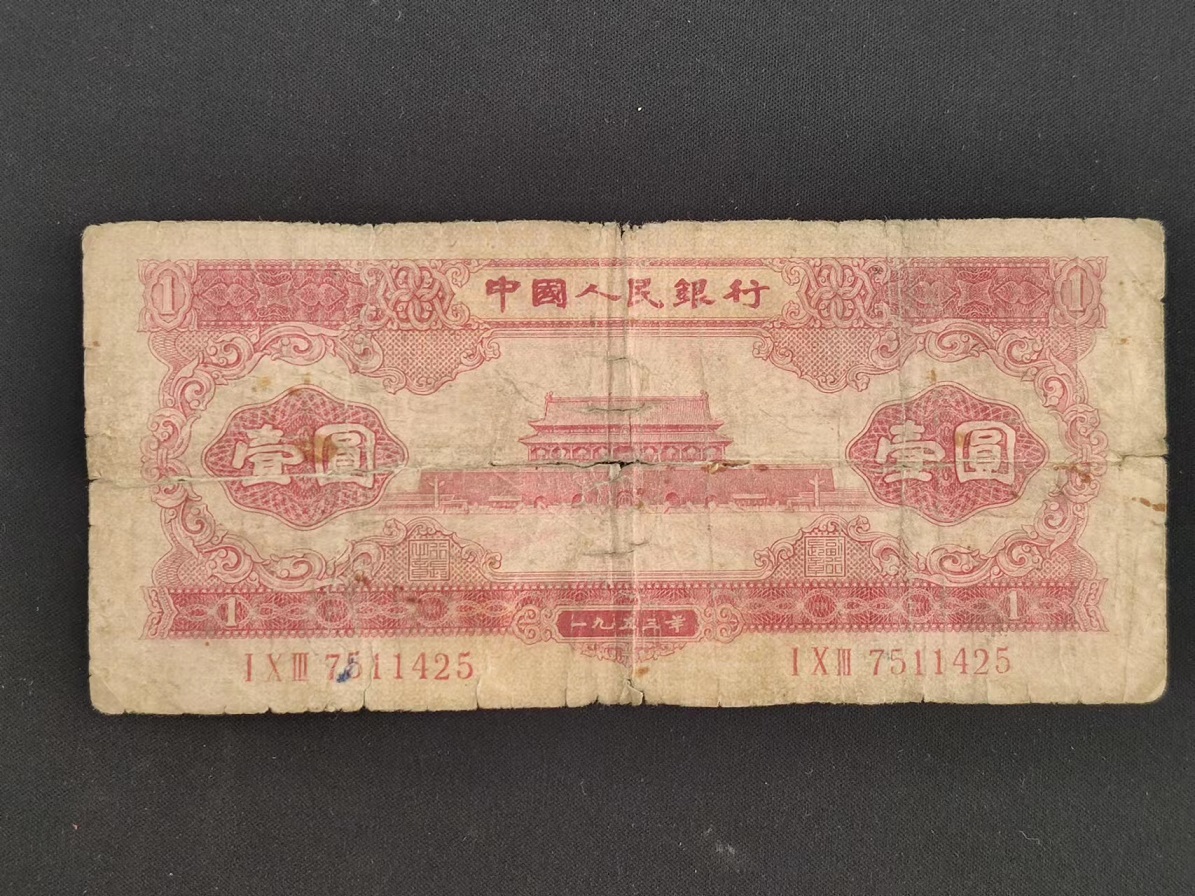 1 中國人民銀行 1
壹圓 壹圓
1 一九五三年 1
I X III 7511425 I X III 7511425